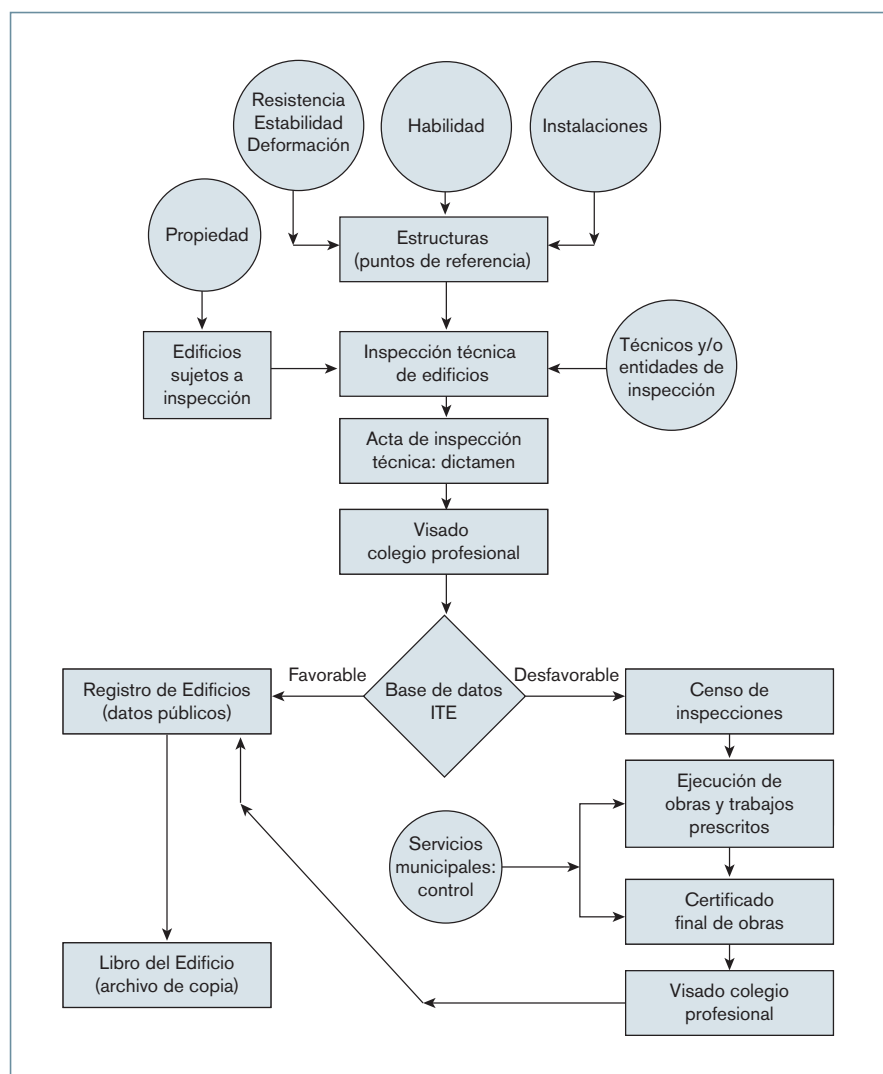 Resistencia
Estabilidad
Deformación
Habilidad
Instalaciones
Propiedad
Estructuras
(puntos de referencia)
Edificios
sujetos a
inspección
Inspección técnica
de edificios
Técnicos y/o
entidades de
inspección
Acta de inspección
técnica: dictamen
Visado
colegio profesional
Favorable
Base de datos
ITE
Desfavorable
Registro de Edificios
(datos públicos)
Censo de
inspecciones
Ejecución de
obras y trabajos
prescritos
Servicios
municipales:
control
Certificado
final de obras
Libro del Edificio
(archivo de copia)
Visado colegio
profesional